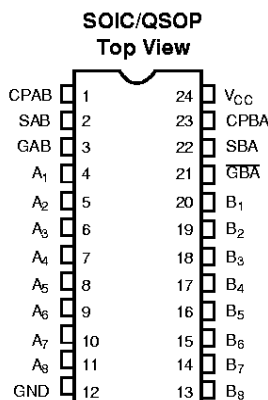 SOIC/QSOP
Top View
CPAB 1 24 V_CC
SAB 2 23 CPBA
GAB 3 22 SBA
A₁ 4 21 G̅B̅A̅
A₂ 5 20 B₁
A₃ 6 19 B₂
A₄ 7 18 B₃
A₅ 8 17 B₄
A₆ 9 16 B₅
A₇ 10 15 B₆
A₈ 11 14 B₇
GND 12 13 B₈